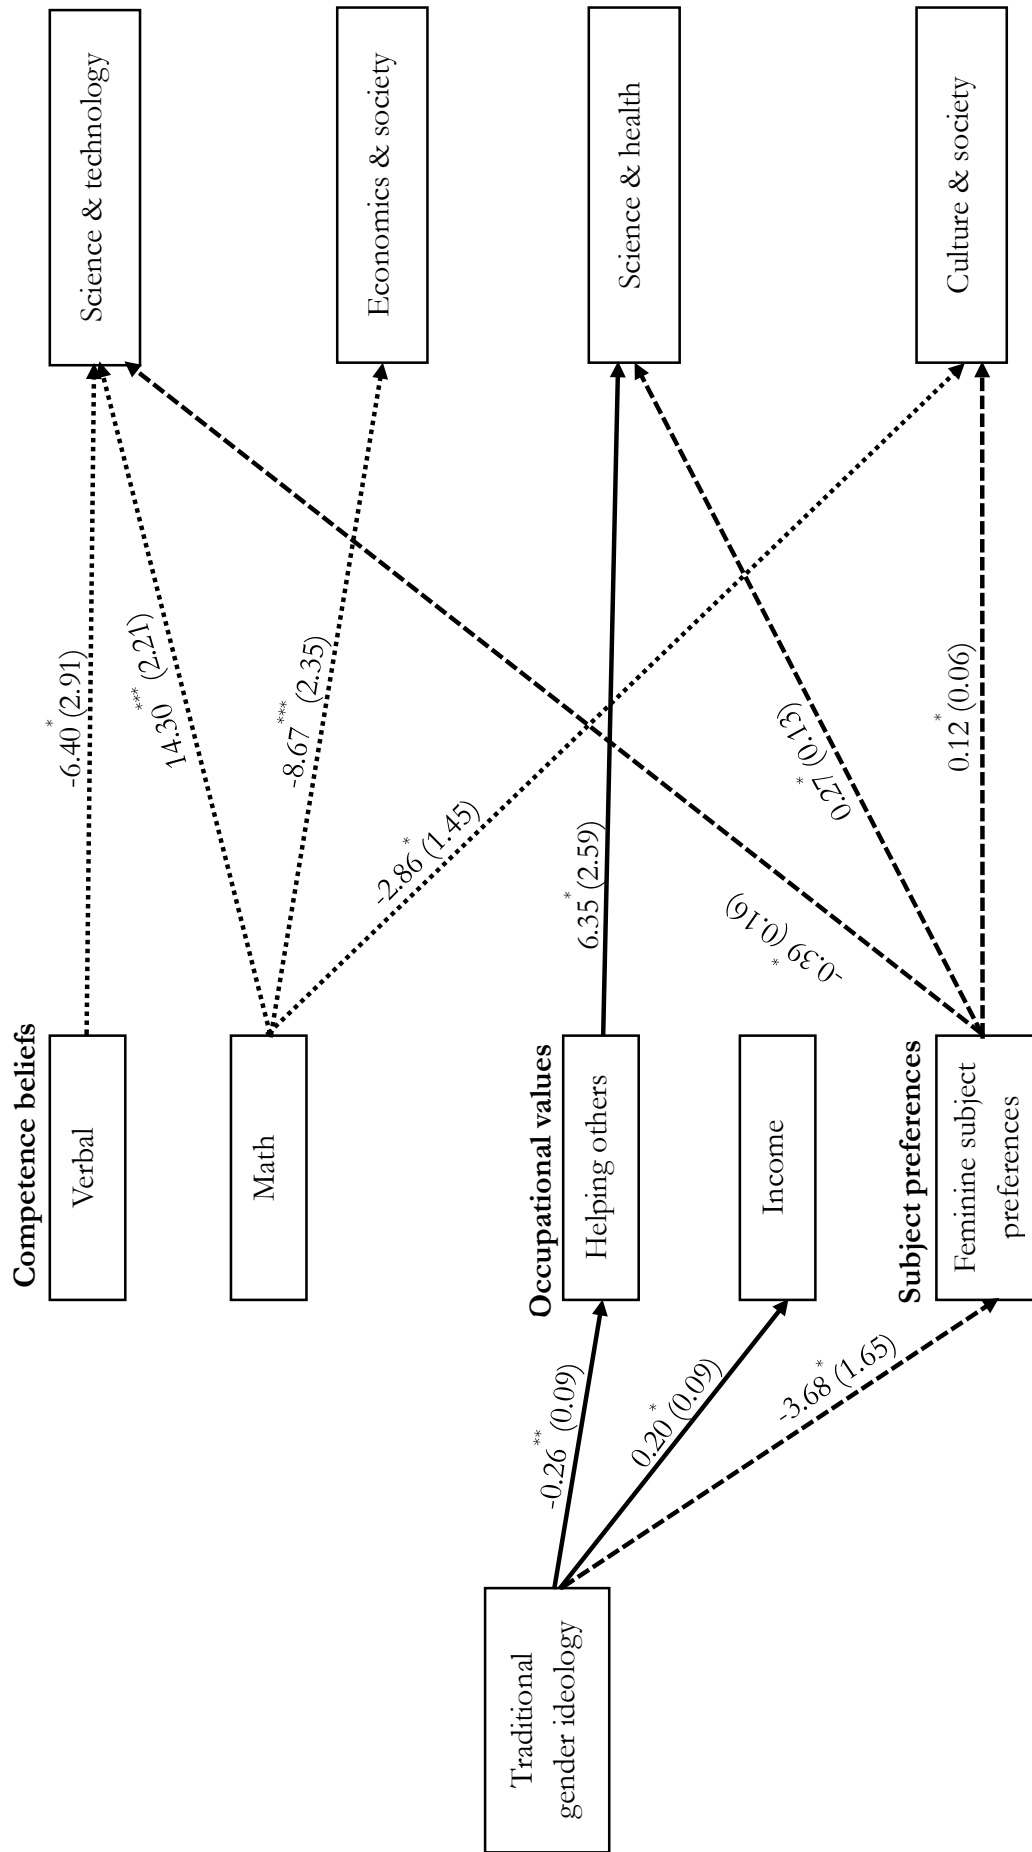 Competence beliefs
Verbal
Math
Occupational values
Helping others
Income
Subject preferences
Feminine subject
preferences
Traditional
gender ideology
Science & technology
Economics & society
Science & health
Culture & society
-6.40* (2.91)
14.30*** (2.21)
-8.67*** (2.35)
-2.86* (1.45)
6.35* (2.59)
-0.39* (0.16)
0.27* (0.13)
0.12* (0.06)
-0.26** (0.09)
0.20* (0.09)
-3.68* (1.65)